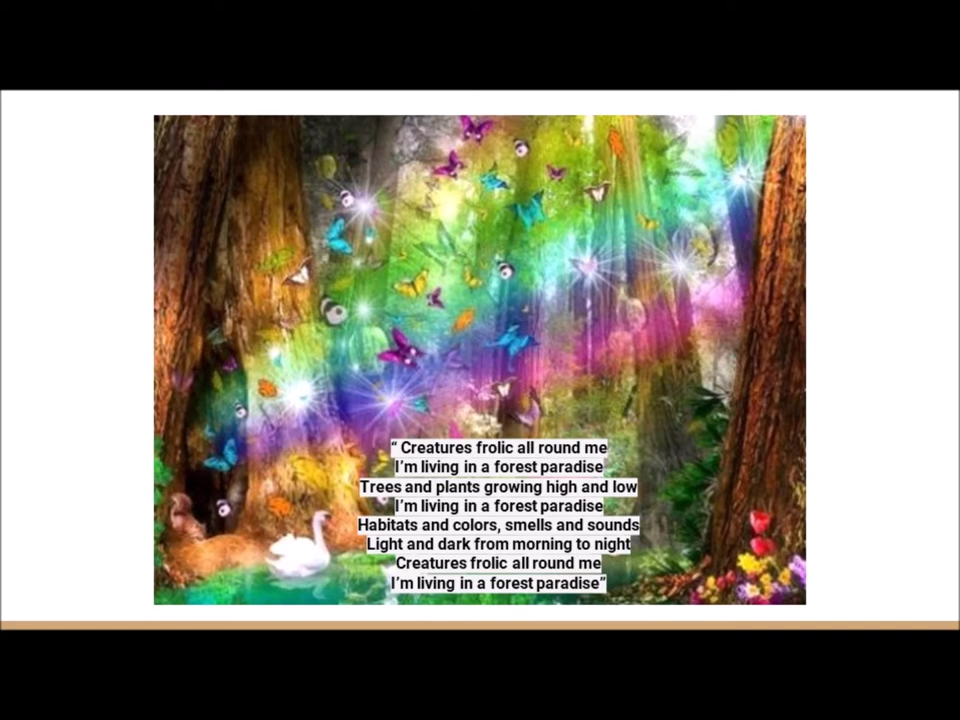 “ Creatures frolic all round me
I’m living in a forest paradise
Trees and plants growing high and low
I’m living in a forest paradise
Habitats and colors, smells and sounds
Light and dark from morning to night
Creatures frolic all round me
I’m living in a forest paradise”